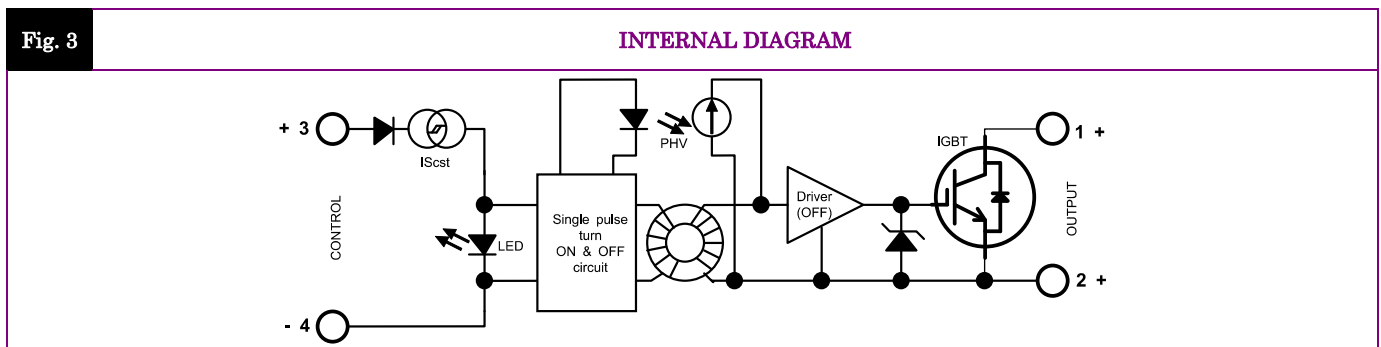 Fig. 3
INTERNAL DIAGRAM
+ 3
IScst
CONTROL
LED
- 4
Single pulse
turn
ON & OFF
circuit
PHV
Driver
(OFF)
IGBT
1 +
OUTPUT
2 +